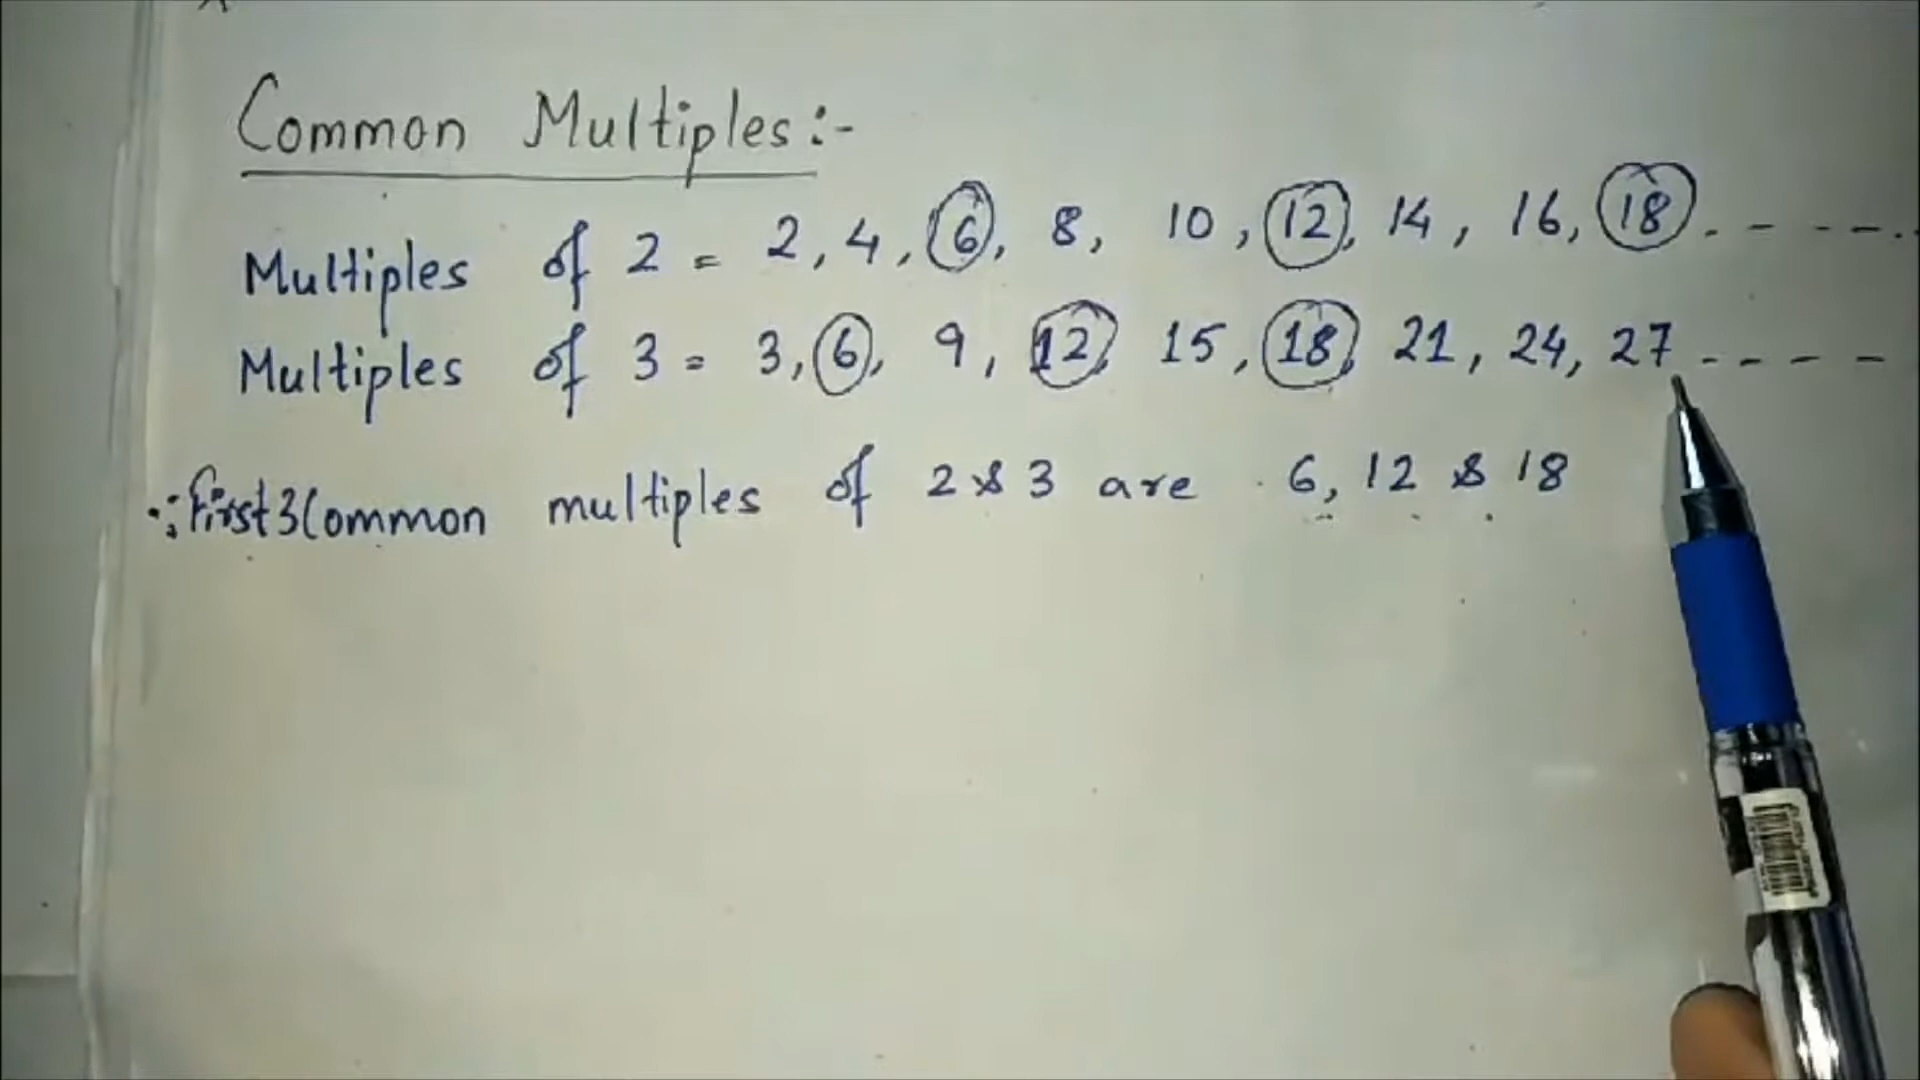 Common Multiples:-
Multiples of 2 = 2, 4, 6, 8, 10, 12, 14, 16, 18. - - - - .
Multiples of 3 = 3, 6, 9, 12, 15, 18, 21, 24, 27 - - - -
∴ first 3 Common multiples of 2 & 3 are 6, 12 & 18